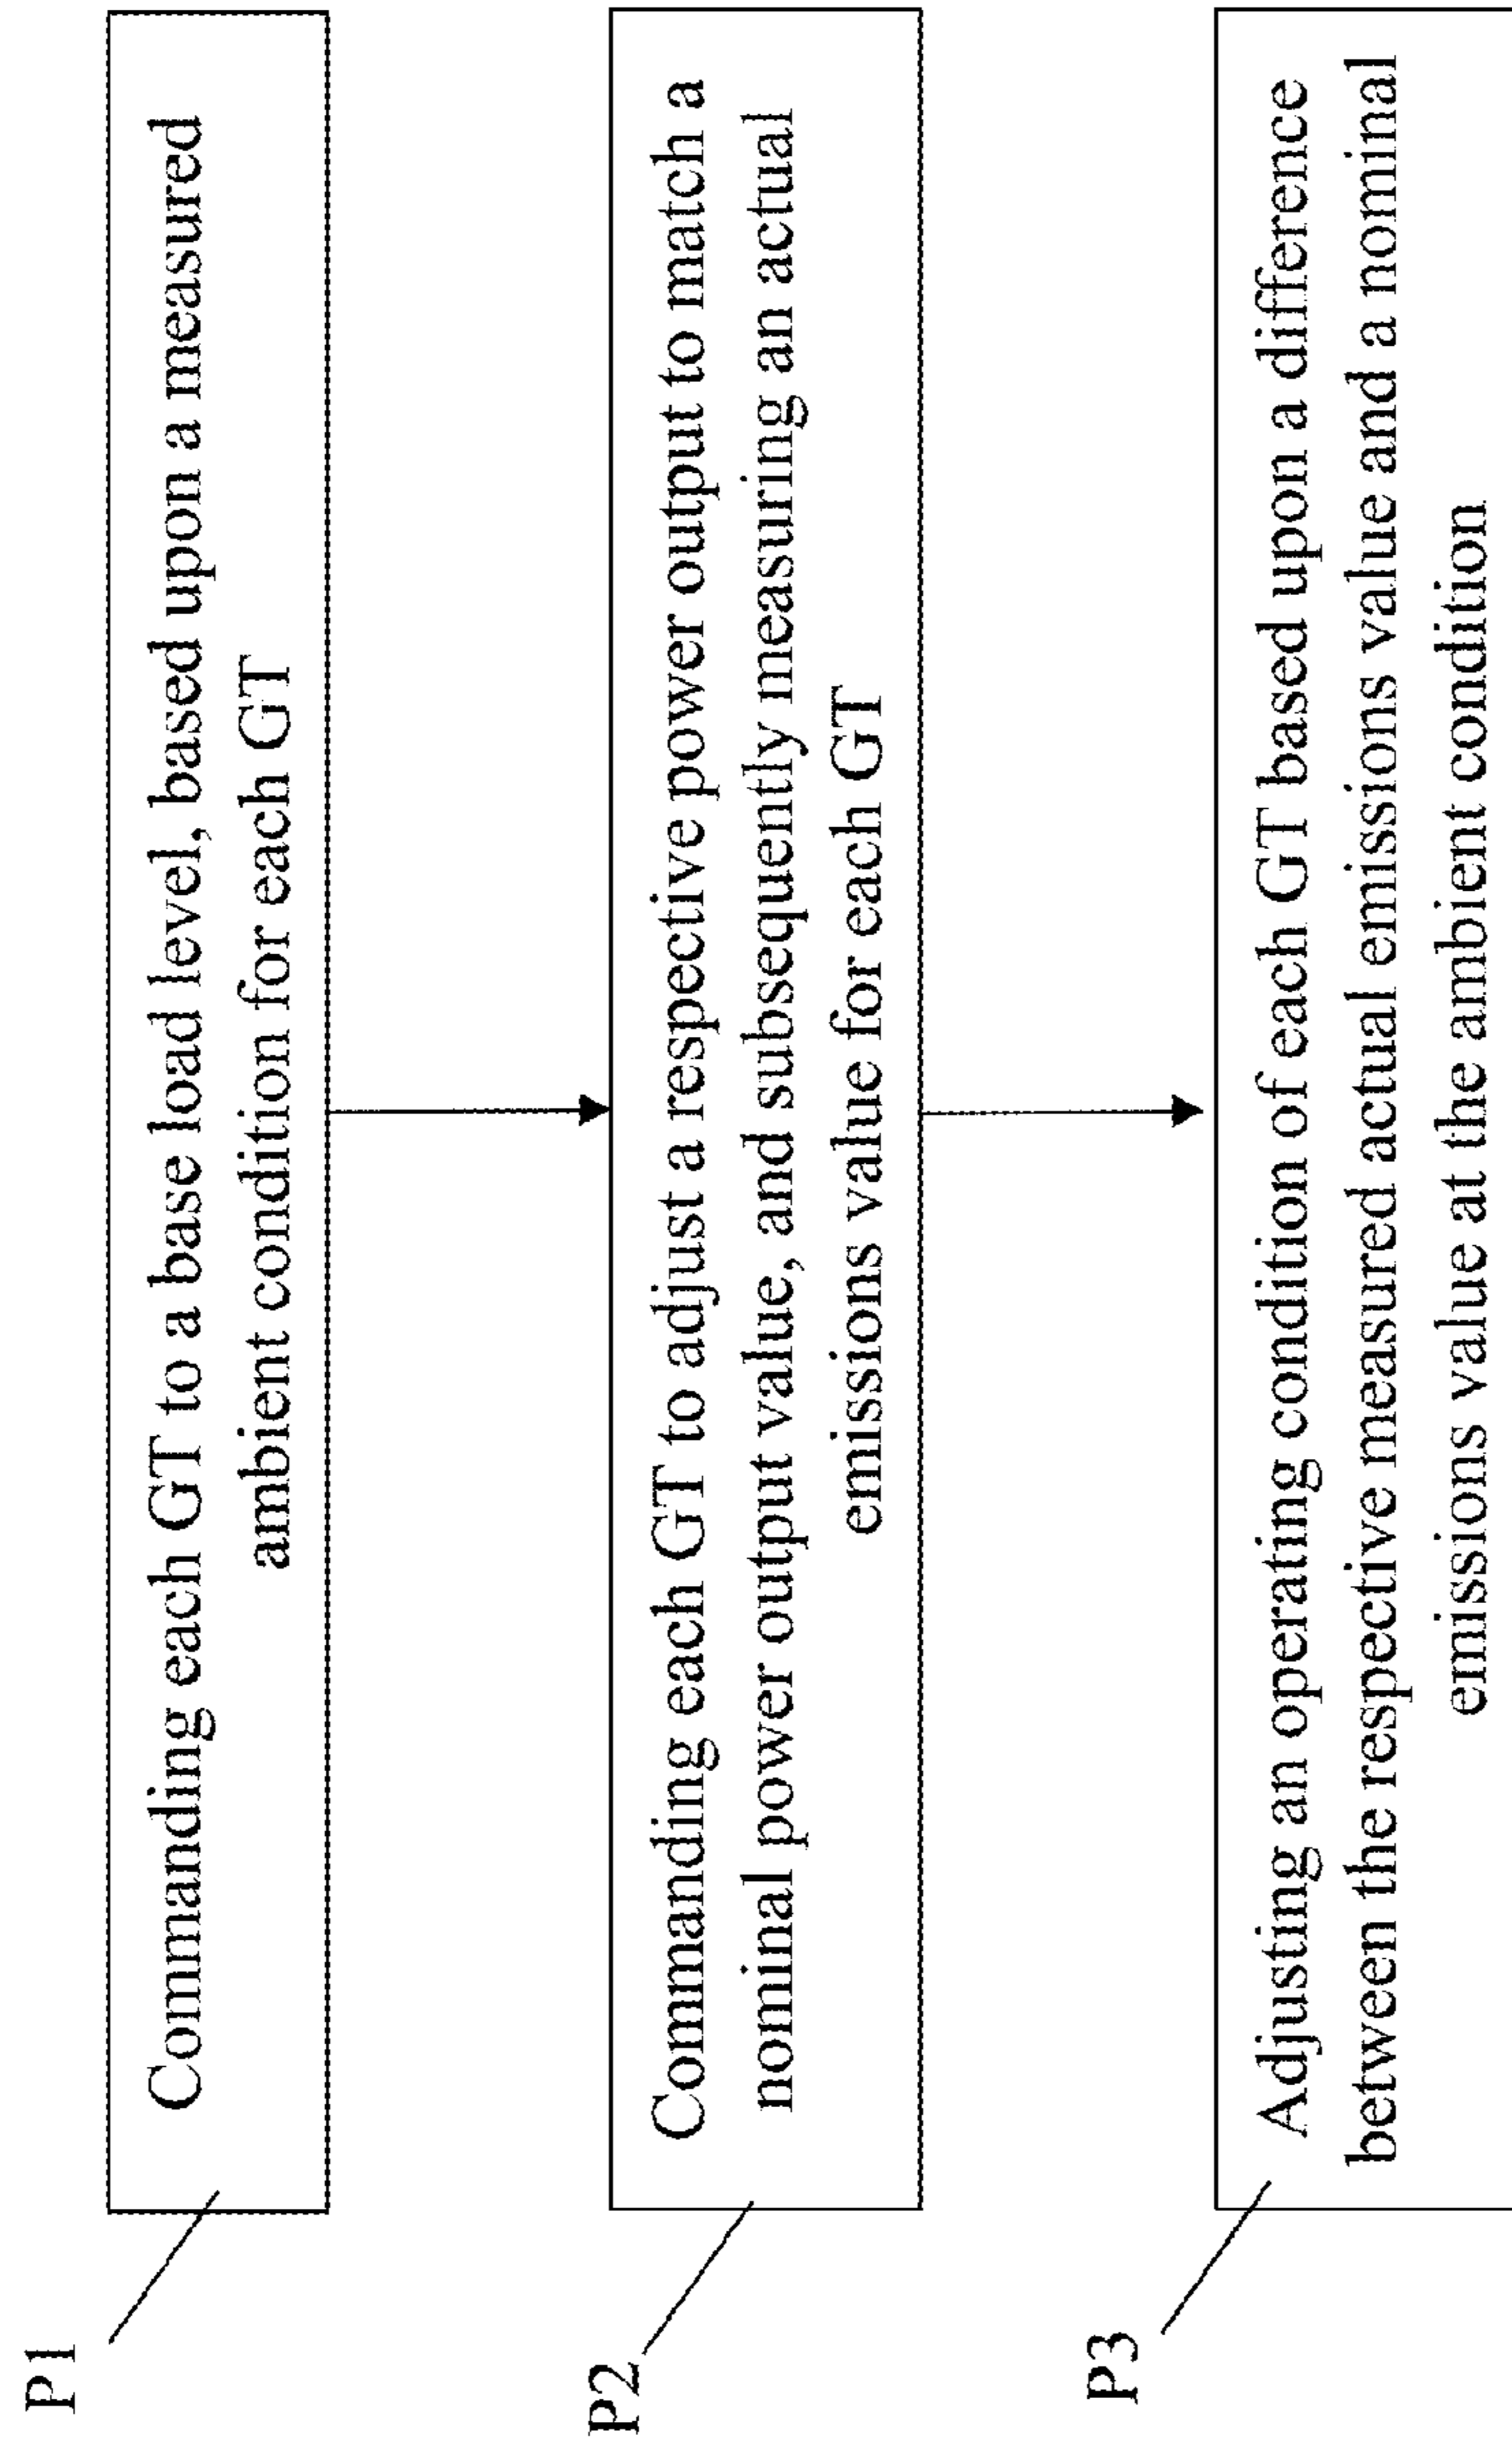 P1
Commanding each GT to a base load level, based upon a measured
ambient condition for each GT
P2
Commanding each GT to adjust a respective power output to match a
nominal power output value, and subsequently measuring an actual
emissions value for each GT
P3
Adjusting an operating condition of each GT based upon a difference
between the respective measured actual emissions value and a nominal
emissions value at the ambient condition